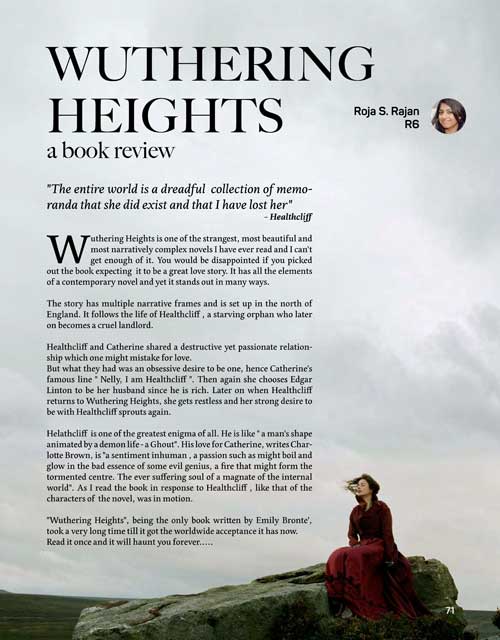 WUTHERING
HEIGHTS
a book review
Roja S. Rajan
R6
"The entire world is a dreadful collection of memo-
randa that she did exist and that I have lost her"
- Healthcliff
Wuthering Heights is one of the strangest, most beautiful and
most narratively complex novels I have ever read and I can't
get enough of it. You would be disappointed if you picked
out the book expecting it to be a great love story. It has all the elements
of a contemporary novel and yet it stands out in many ways.
The story has multiple narrative frames and is set up in the north of
England. It follows the life of Healthcliff , a starving orphan who later
on becomes a cruel landlord.
Healthcliff and Catherine shared a destructive yet passionate relation-
ship which one might mistake for love.
But what they had was an obsessive desire to be one, hence Catherine's
famous line " Nelly, I am Healthcliff ". Then again she chooses Edgar
Linton to be her husband since he is rich. Later on when Healthcliff
returns to Wuthering Heights, she gets restless and her strong desire to
be with Healthcliff sprouts again.
Helathcliff is one of the greatest enigma of all. He is like " a man's shape
animated by a demon life - a Ghout". His love for Catherine, writes Char-
lotte Brown, is "a sentiment inhuman , a passion such as might boil and
glow in the bad essence of some evil genius, a fire that might form the
tormented centre. The ever suffering soul of a magnate of the internal
world". As I read the book in response to Healthcliff , like that of the
characters of the novel, was in motion.
"Wuthering Heights", being the only book written by Emily Bronte',
took a very long time till it got the worldwide acceptance it has now.
Read it once and it will haunt you forever.....
71